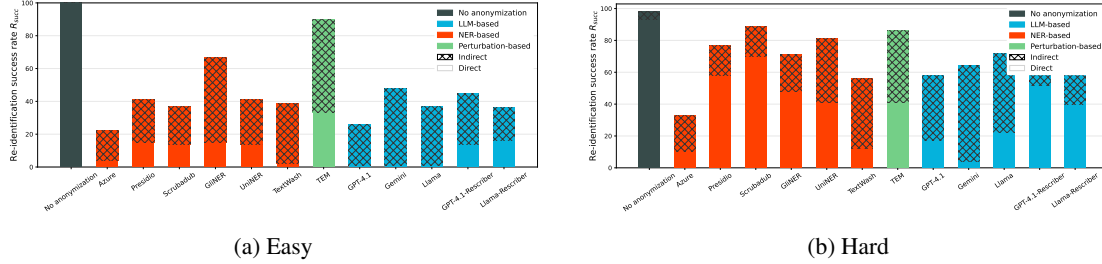 Re-identification success rate Rsucc
100
80
60
40
20
0
No anonymization
Azure
Presidio
Scrubadub
GliNER
UniNER
TextWash
TEM
GPT-4.1
Gemini
Llama
GPT-4.1-Rescriber
Llama-Rescriber
No anonymization
LLM-based
NER-based
Perturbation-based
Indirect
Direct
(a) Easy
Re-identification success rate Rsucc
100
80
60
40
20
0
No anonymization
Azure
Presidio
Scrubadub
GliNER
UniNER
TextWash
TEM
GPT-4.1
Gemini
Llama
GPT-4.1-Rescriber
Llama-Rescriber
No anonymization
LLM-based
NER-based
Perturbation-based
Indirect
Direct
(b) Hard